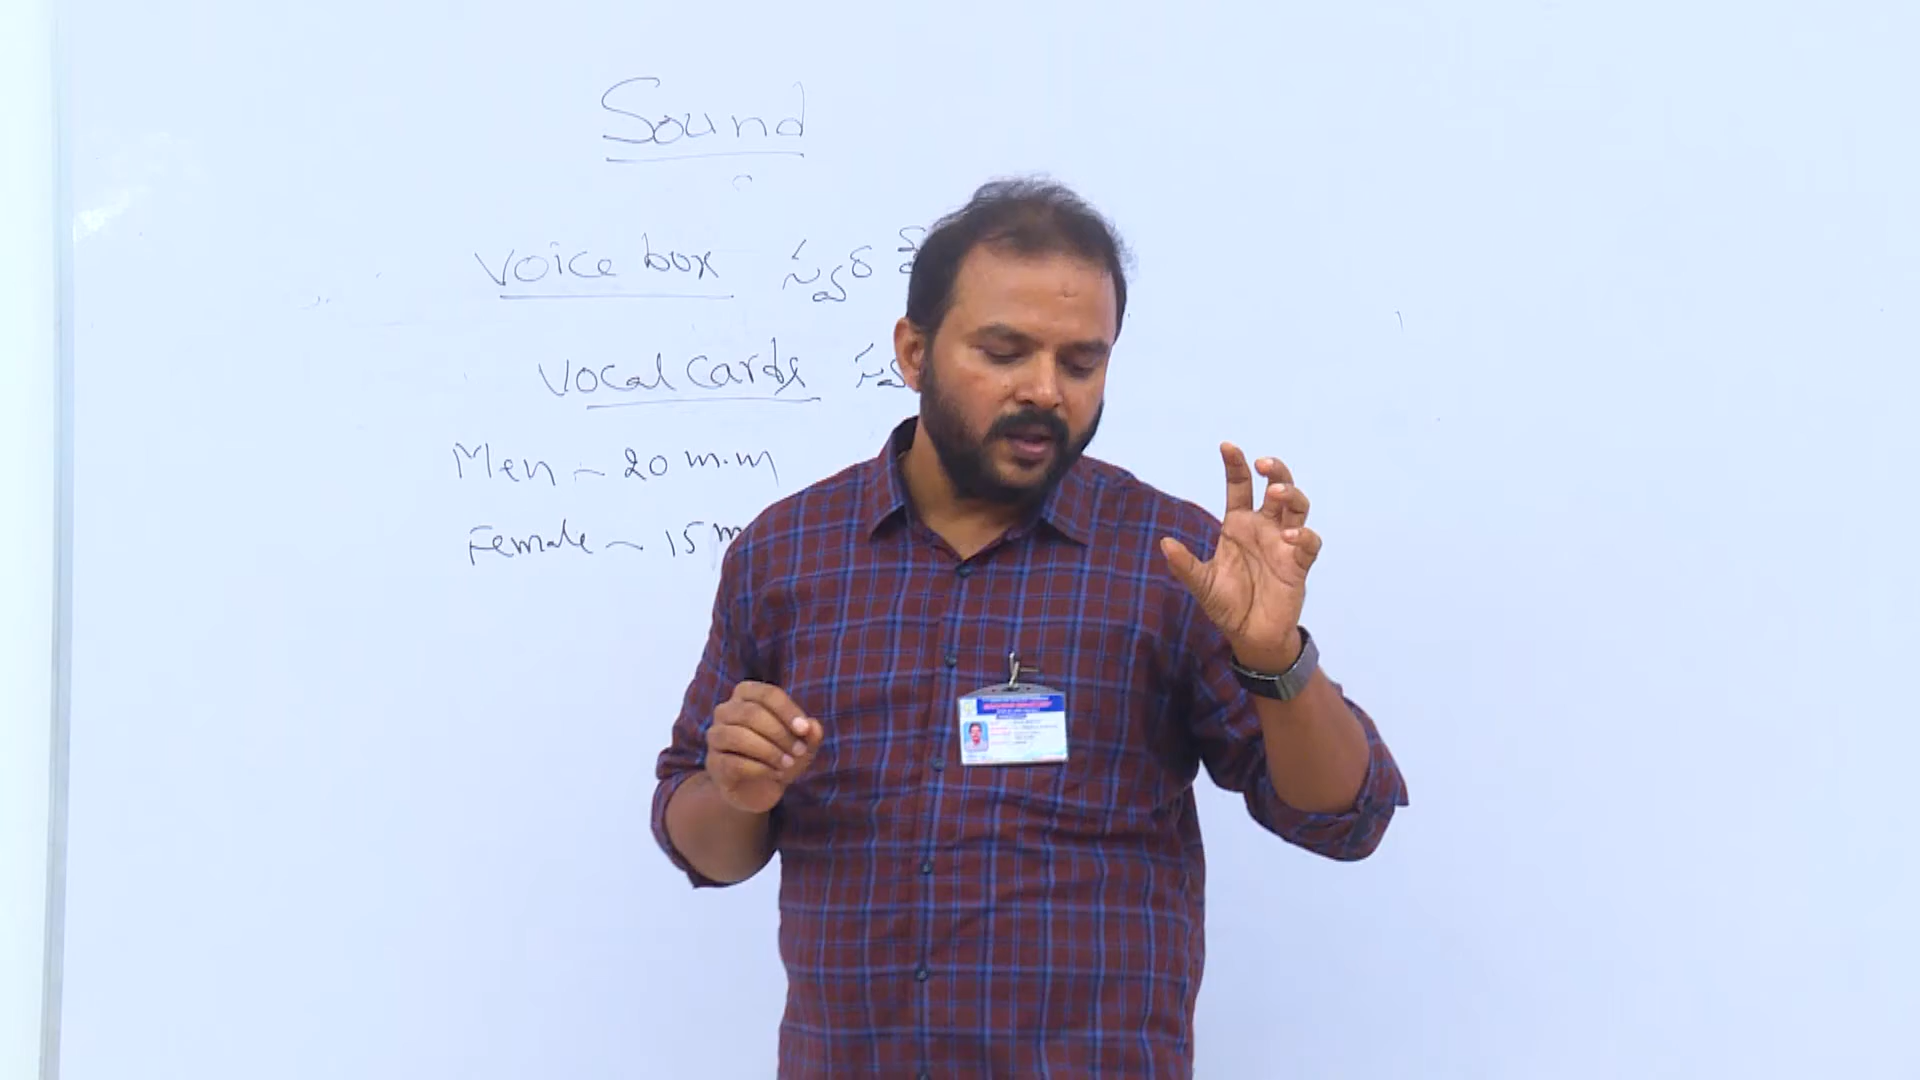 Sound
Voice box స్వర
Vocal Cards స్వ
Men ~ 20 m.m
Female ~ 15 m